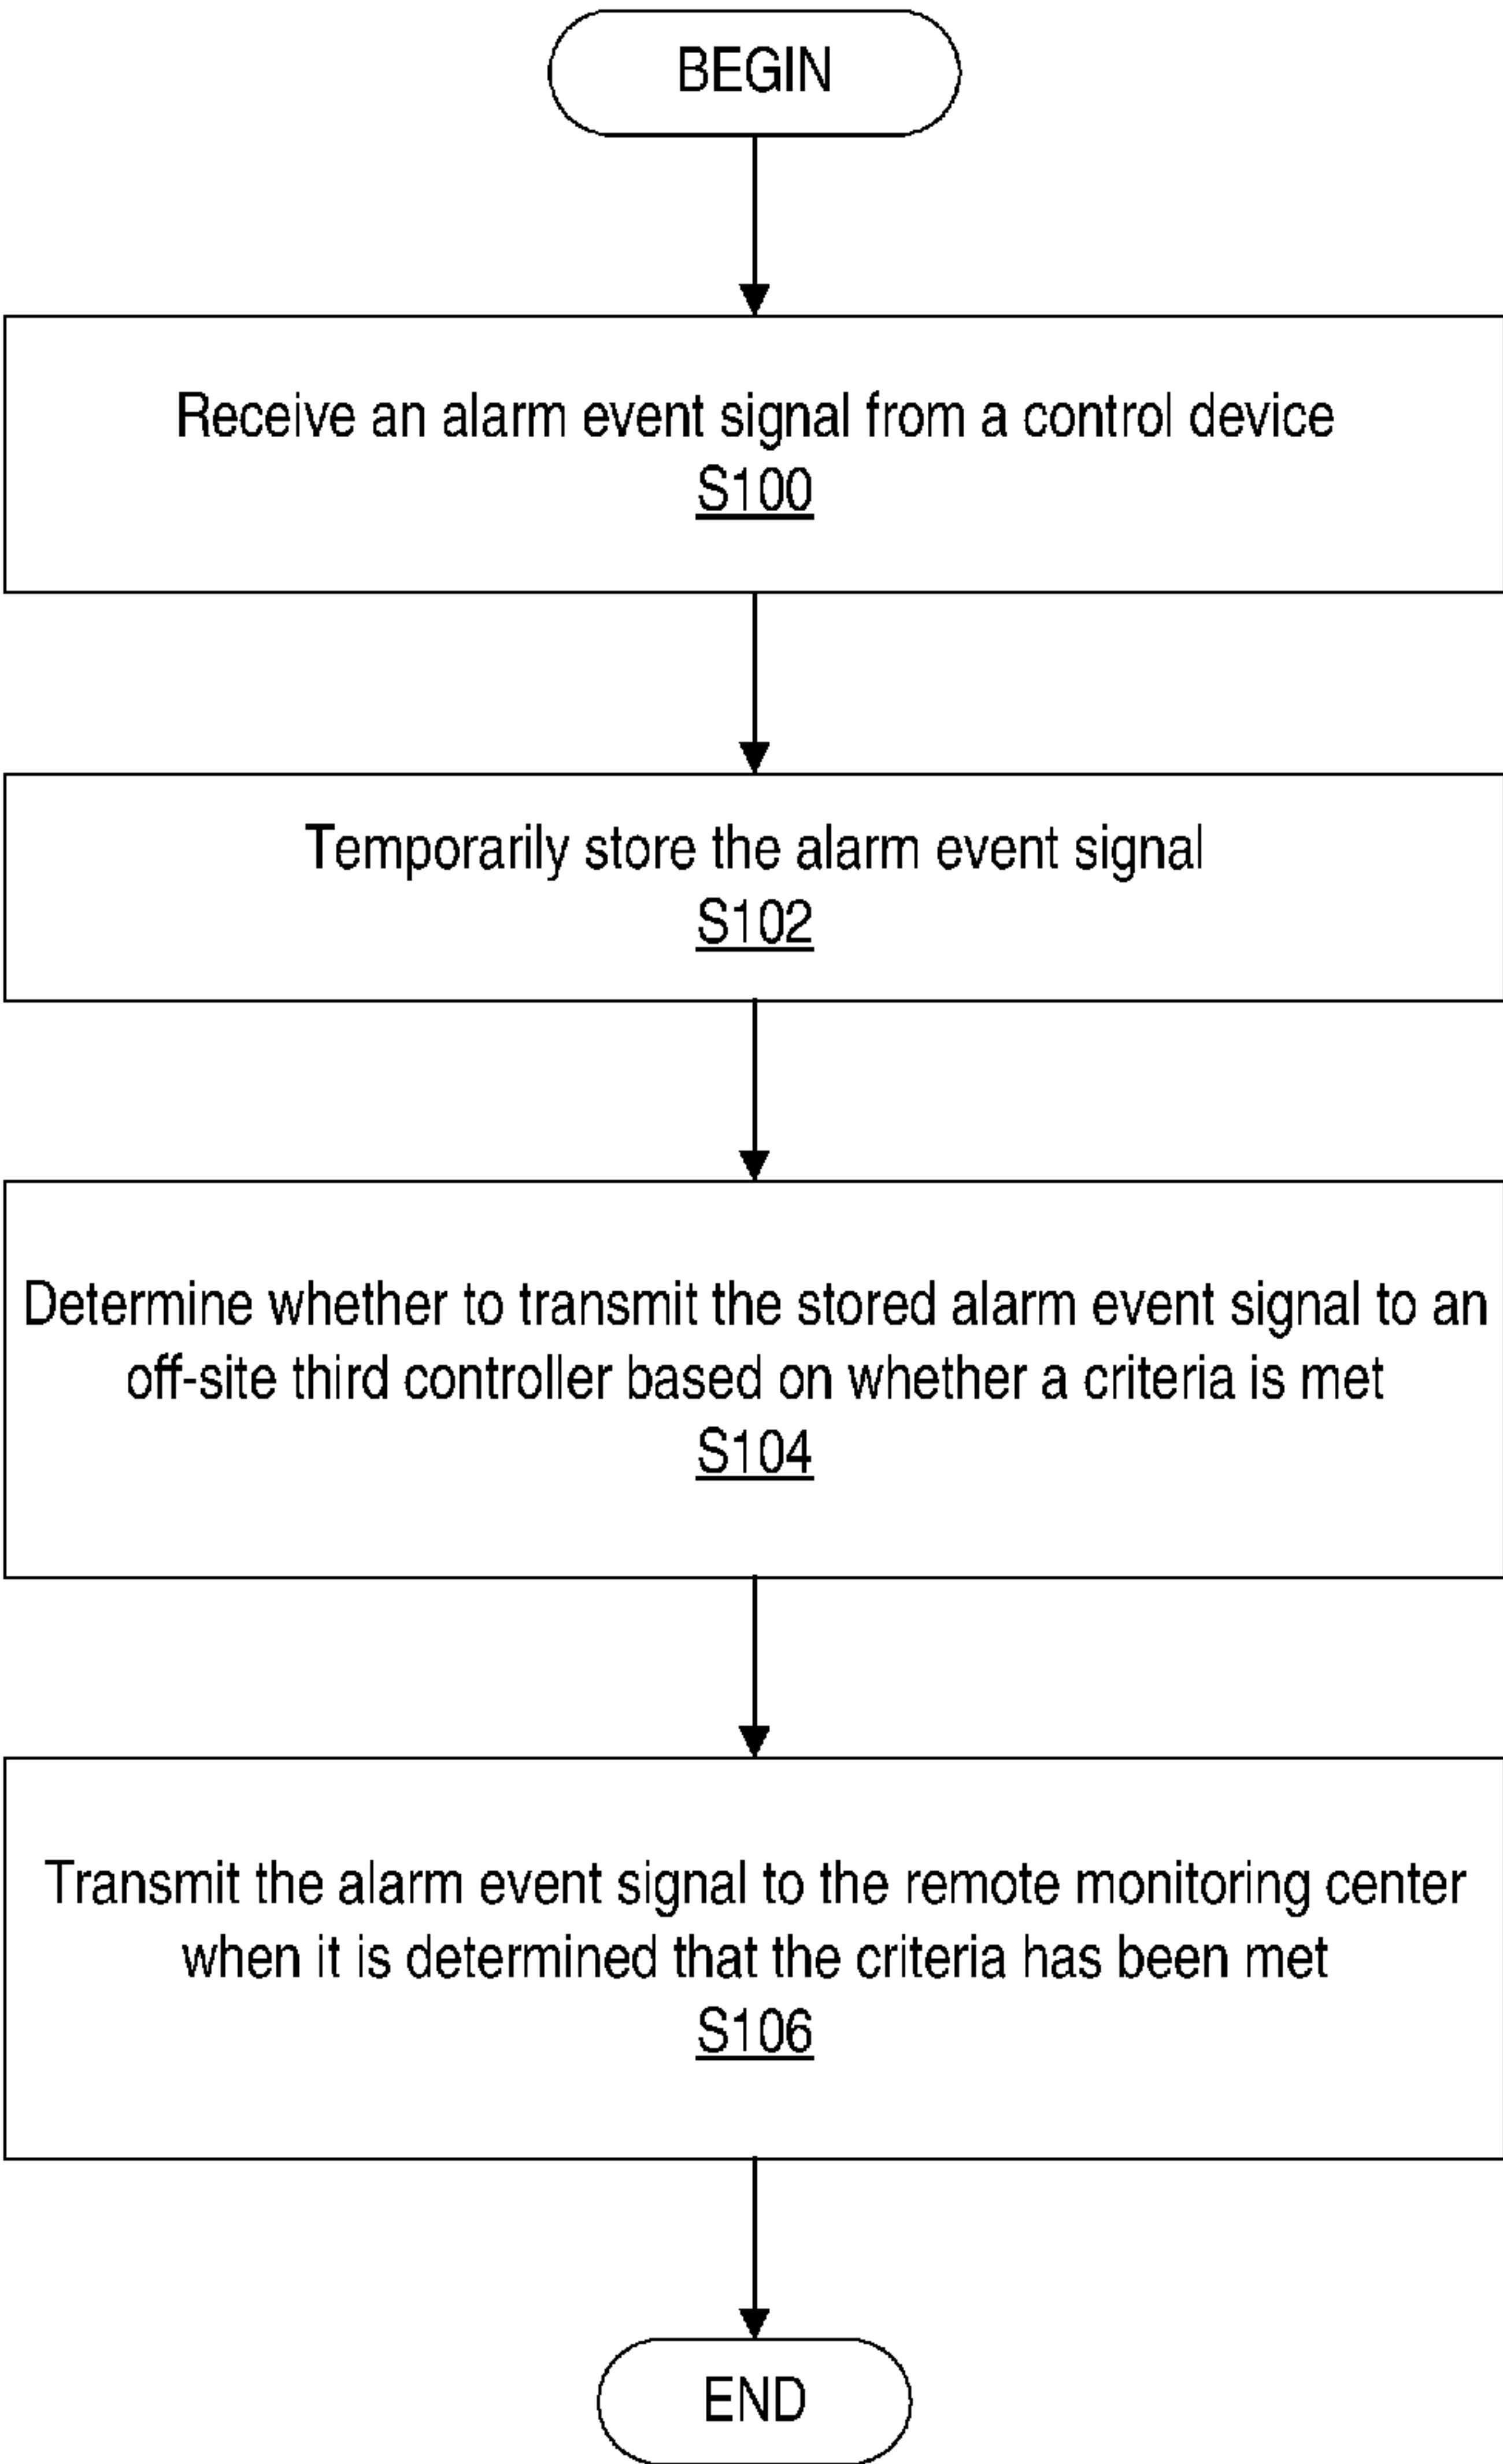 BEGIN
Receive an alarm event signal from a control device
S100
Temporarily store the alarm event signal
S102
Determine whether to transmit the stored alarm event signal to an
off-site third controller based on whether a criteria is met
S104
Transmit the alarm event signal to the remote monitoring center
when it is determined that the criteria has been met
S106
END